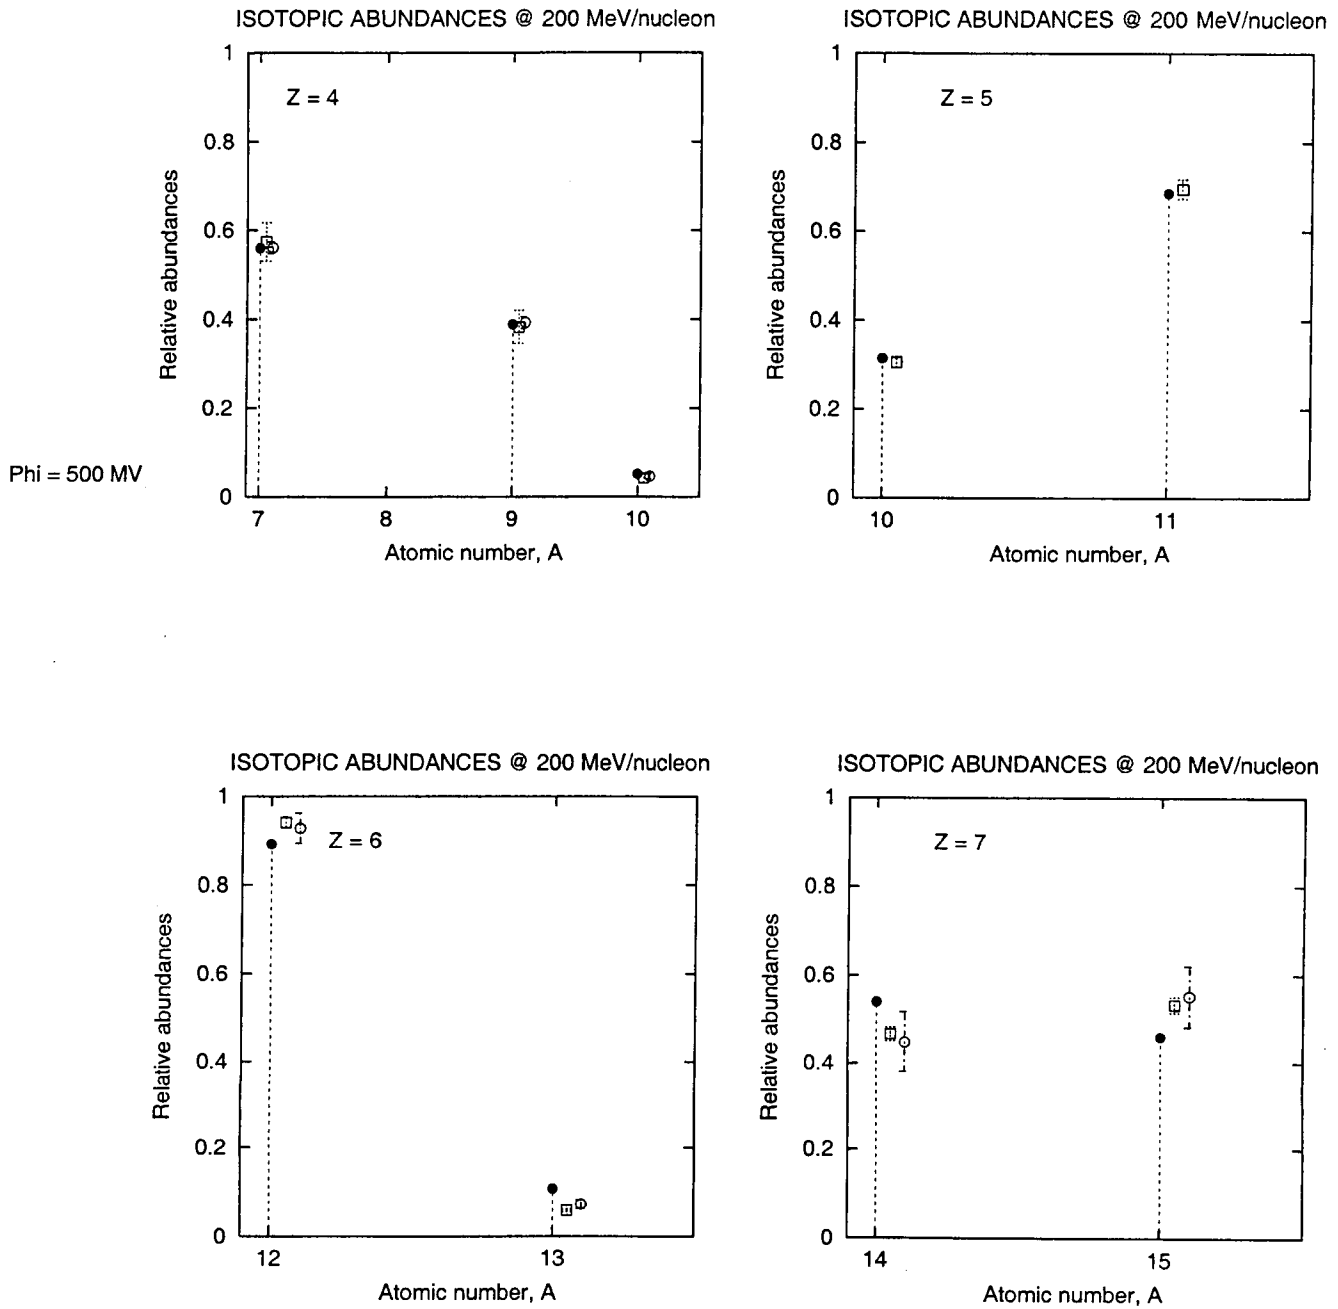 ISOTOPIC ABUNDANCES @ 200 MeV/nucleon
1
0.8
0.6
0.4
0.2
0
Relative abundances
Z = 4
7
8
9
10
Atomic number, A
Phi = 500 MV
ISOTOPIC ABUNDANCES @ 200 MeV/nucleon
1
0.8
0.6
0.4
0.2
0
Relative abundances
Z = 5
10
11
Atomic number, A
ISOTOPIC ABUNDANCES @ 200 MeV/nucleon
1
0.8
0.6
0.4
0.2
0
Relative abundances
Z = 6
12
13
Atomic number, A
ISOTOPIC ABUNDANCES @ 200 MeV/nucleon
1
0.8
0.6
0.4
0.2
0
Relative abundances
Z = 7
14
15
Atomic number, A